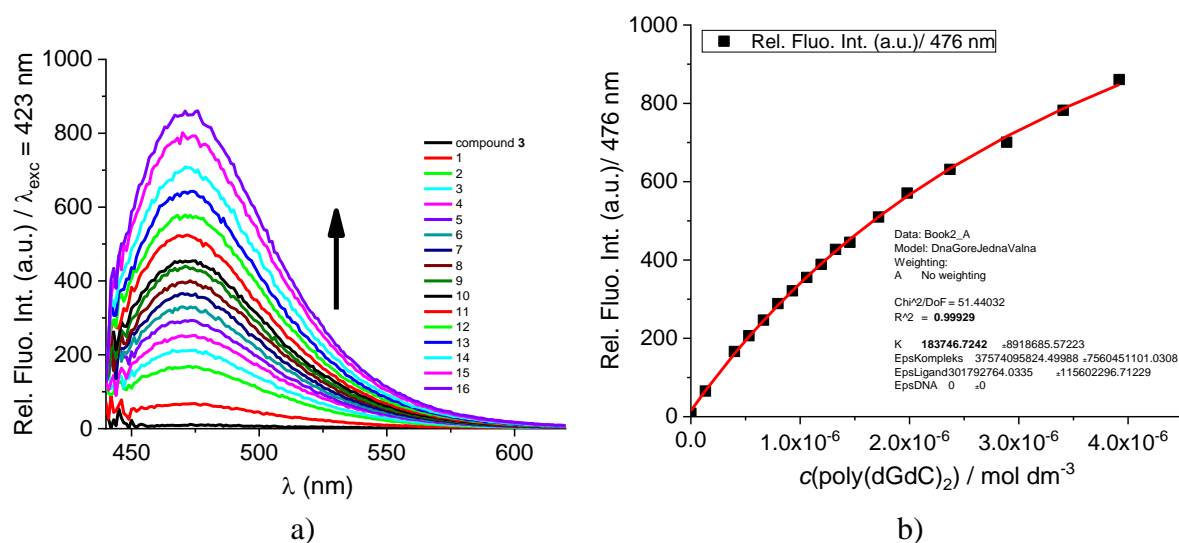 1000
800
600
400
200
0
450 500 550 600
λ (nm)
Rel. Fluo. Int. (a.u.) / λexc = 423 nm
compound 3
1
2
3
4
5
6
7
8
9
10
11
12
13
14
15
16
a)
Rel. Fluo. Int. (a.u.)/ 476 nm
1000
800
600
400
200
0
0.0 1.0x10-6 2.0x10-6 3.0x10-6 4.0x10-6
c(poly(dGdC)2) / mol dm-3
Rel. Fluo. Int. (a.u.)/ 476 nm
Data: Book2_A
Model: DnaGoreJednaValna
Weighting:
A No weighting
Chi^2/DoF = 51.44032
R^2 = 0.99929
K 183746.7242 ±8918685.57223
EpsKompleks 37574095824.49988 ±7560451101.0308
EpsLigand301792764.0335 ±115602296.71229
EpsDNA 0 ±0
b)